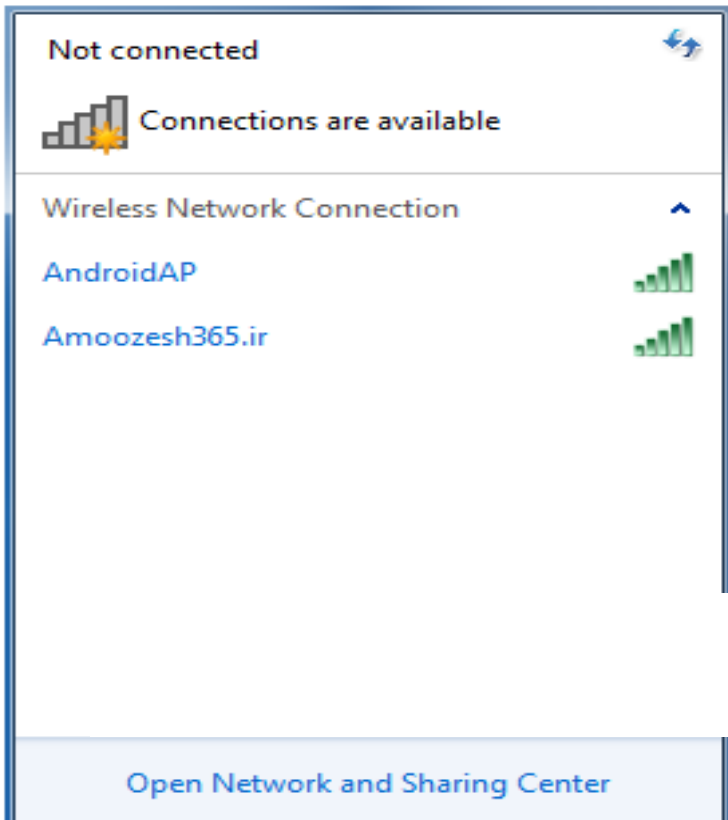 Not connected
Connections are available
Wireless Network Connection
AndroidAP
Amoozesh365.ir
Open Network and Sharing Center